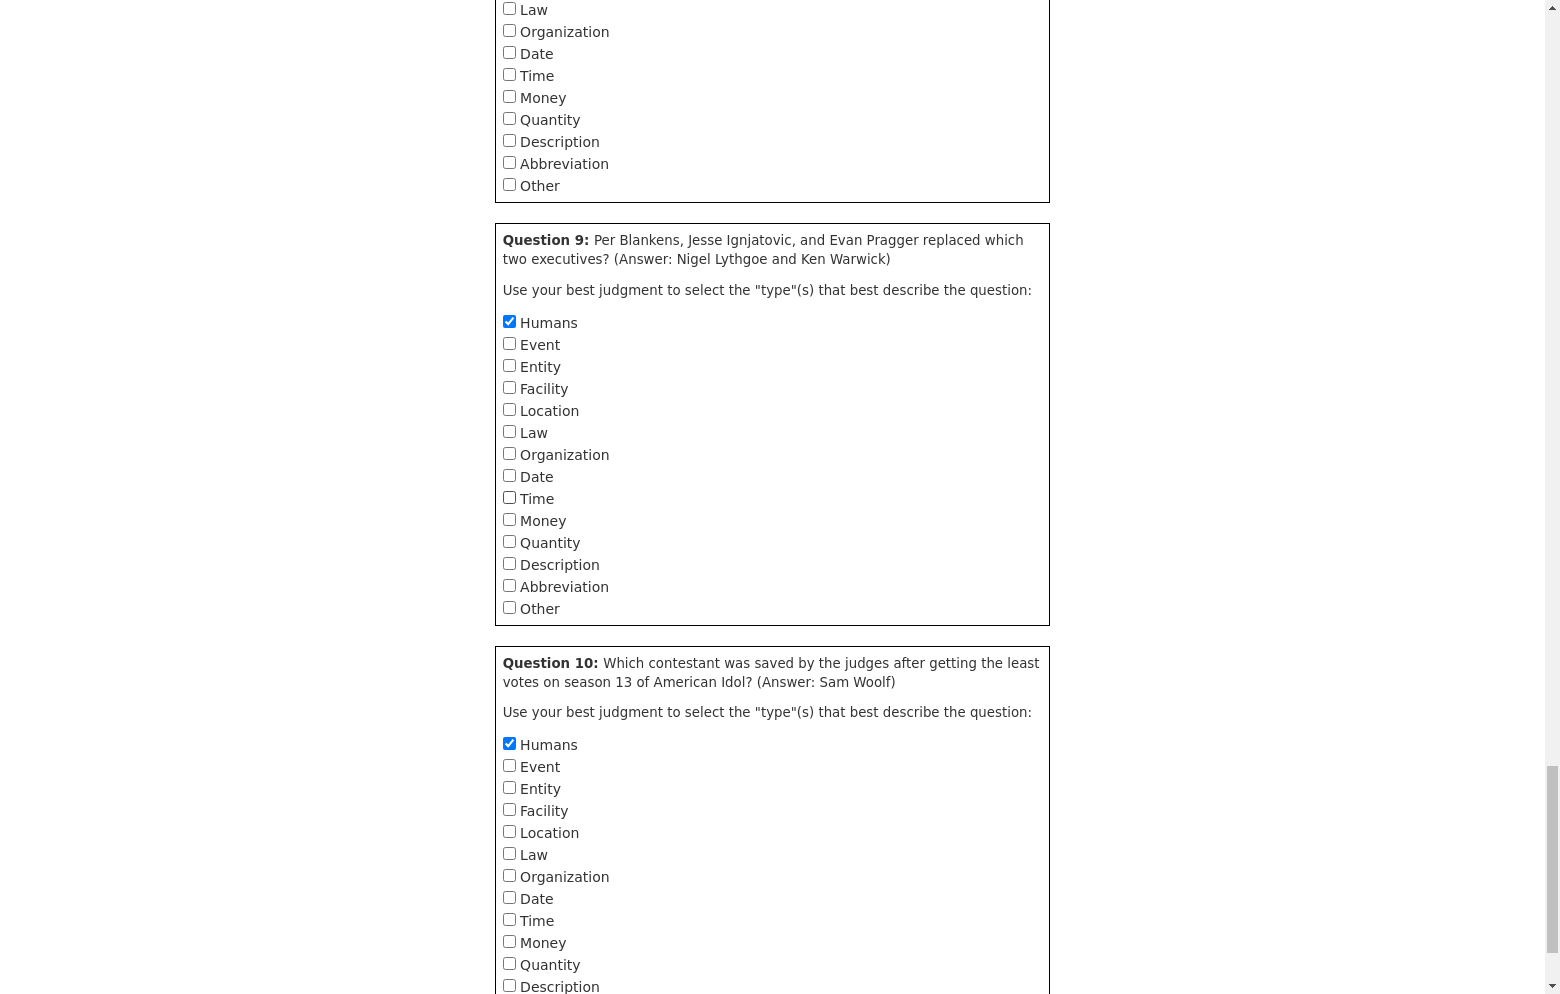 Law
Organization
Date
Time
Money
Quantity
Description
Abbreviation
Other
Question 9: Per Blankens, Jesse Ignjatovic, and Evan Pragger replaced which
two executives? (Answer: Nigel Lythgoe and Ken Warwick)
Use your best judgment to select the "type"(s) that best describe the question:
Humans
Event
Entity
Facility
Location
Law
Organization
Date
Time
Money
Quantity
Description
Abbreviation
Other
Question 10: Which contestant was saved by the judges after getting the least
votes on season 13 of American Idol? (Answer: Sam Woolf)
Use your best judgment to select the "type"(s) that best describe the question:
Humans
Event
Entity
Facility
Location
Law
Organization
Date
Time
Money
Quantity
Description